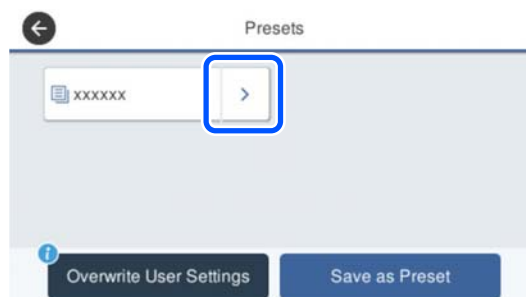 Presets
xxxxxx
i
Overwrite User Settings
Save as Preset